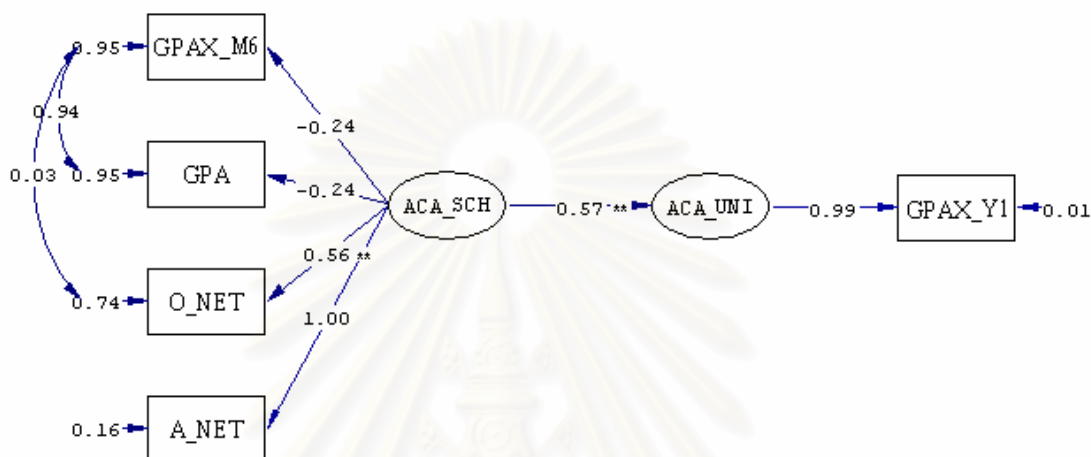 0.95
GPAX_M6
0.94
-0.24
0.03
0.95
GPA
-0.24
ACA_SCH
0.57 **
ACA_UNI
0.99
GPAX_Y1
0.01
0.56 **
0.74
O_NET
1.00
0.16
A_NET